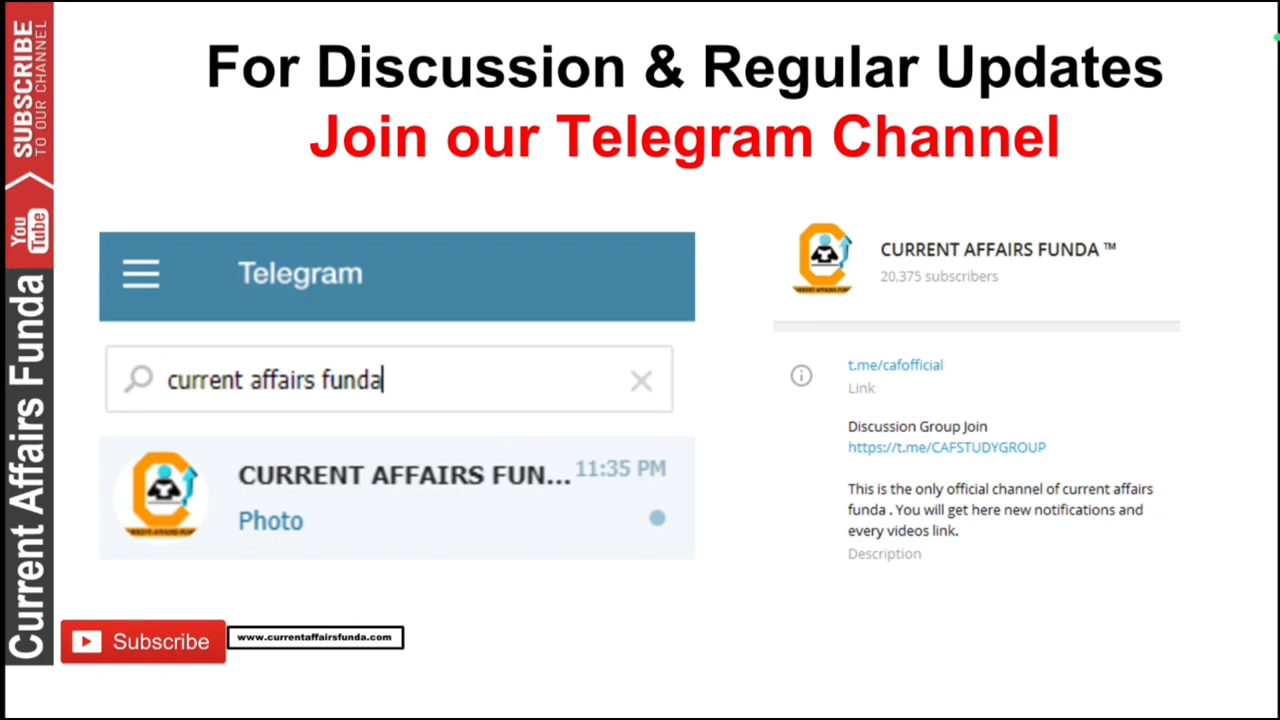 For Discussion & Regular Updates
Join our Telegram Channel
SUBSCRIBE
TO OUR CHANNEL
You
Tube
Current Affairs Funda
Telegram
current affairs funda
CURRENT AFFAIRS FUN... 11:35 PM
Photo
CURRENT AFFAIRS FUNDA ™
20,375 subscribers
t.me/cafofficial
Link
Discussion Group Join
https://t.me/CAFSTUDYGROUP
This is the only official channel of current affairs
funda . You will get here new notifications and
every videos link.
Description
Subscribe
www.currentaffairsfunda.com